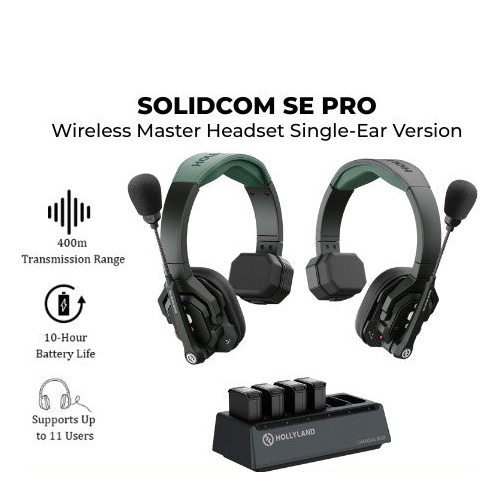 SOLIDCOM SE PRO
Wireless Master Headset Single-Ear Version
400m
Transmission Range
10-Hour
Battery Life
Supports Up
to 11 Users
HOLLYLAND